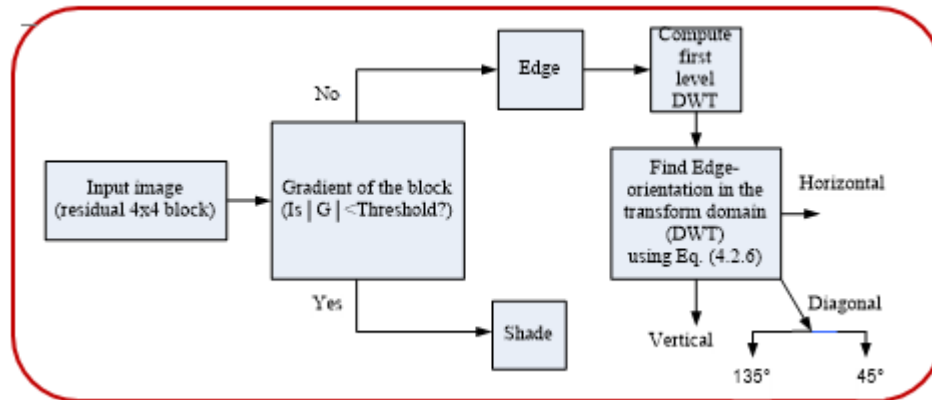 Input image
(residual 4x4 block)
Gradient of the block
(Is | G | <Threshold?)
No
Edge
Compute
first
level
DWT
Find Edge-
orientation in the
transform domain
(DWT)
using Eq. (4.2.6)
Horizontal
Vertical
Diagonal
135°
45°
Yes
Shade